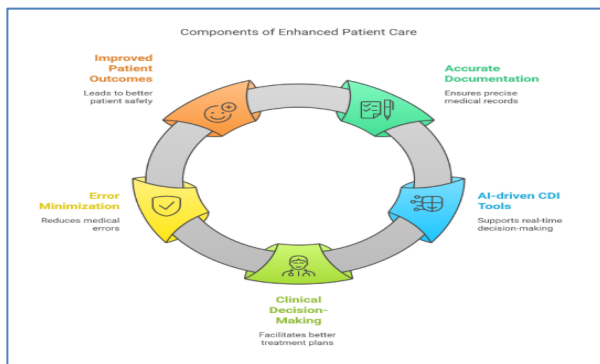 Components of Enhanced Patient Care
Improved
Patient
Outcomes
Leads to better
patient safety
Accurate
Documentation
Ensures precise
medical records
Error
Minimization
Reduces medical
errors
AI-driven CDI
Tools
Supports real-time
decision-making
Clinical
Decision-
Making
Facilitates better
treatment plans